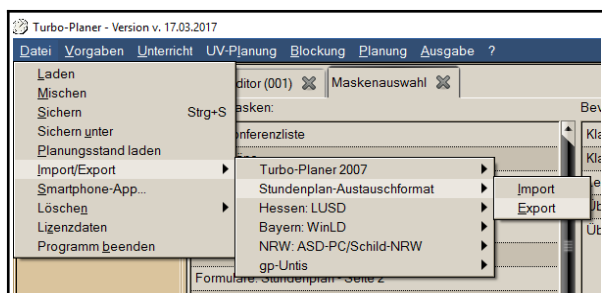 Turbo-Planer - Version v. 17.03.2017
Datei Vorgaben Unterricht UV-Planung Blockung Planung Ausgabe ?
Laden
Mischen
Sichern Strg+S
Sichern unter
Planungsstand laden
Import/Export
Smartphone-App...
Löschen
Lizenzdaten
Programm beenden
ditor (001) Maskenauswahl
asken:
nferenzliste
Turbo-Planer 2007
Stundenplan-Austauschformat
Hessen: LUSD
Bayern: WinLD
NRW: ASD-PC/Schild-NRW
gp-Untis
Import
Export
Formulare: Stundenplan - Seite 2
Bev
Kla
Kla
Üb